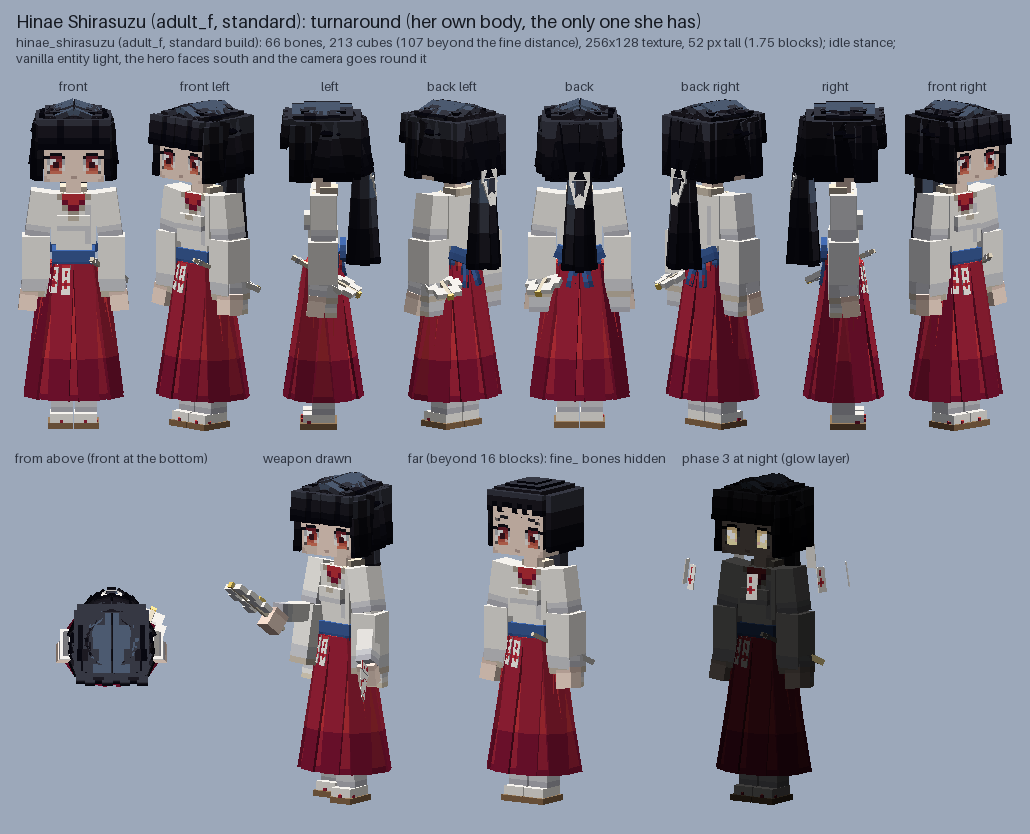 Hinae Shirasuzu (adult_f, standard): turnaround (her own body, the only one she has)
hinae_shirasuzu (adult_f, standard build): 66 bones, 213 cubes (107 beyond the fine distance), 256x128 texture, 52 px tall (1.75 blocks); idle stance;
vanilla entity light, the hero faces south and the camera goes round it
front front left left back left back back right right front right
from above (front at the bottom) weapon drawn far (beyond 16 blocks): fine_ bones hidden phase 3 at night (glow layer)